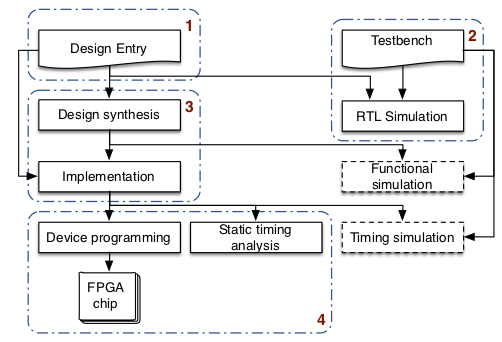 1
Design Entry
Testbench
2
Design synthesis
3
RTL Simulation
Implementation
Functional
simulation
Device programming
Static timing
analysis
Timing simulation
FPGA
chip
4